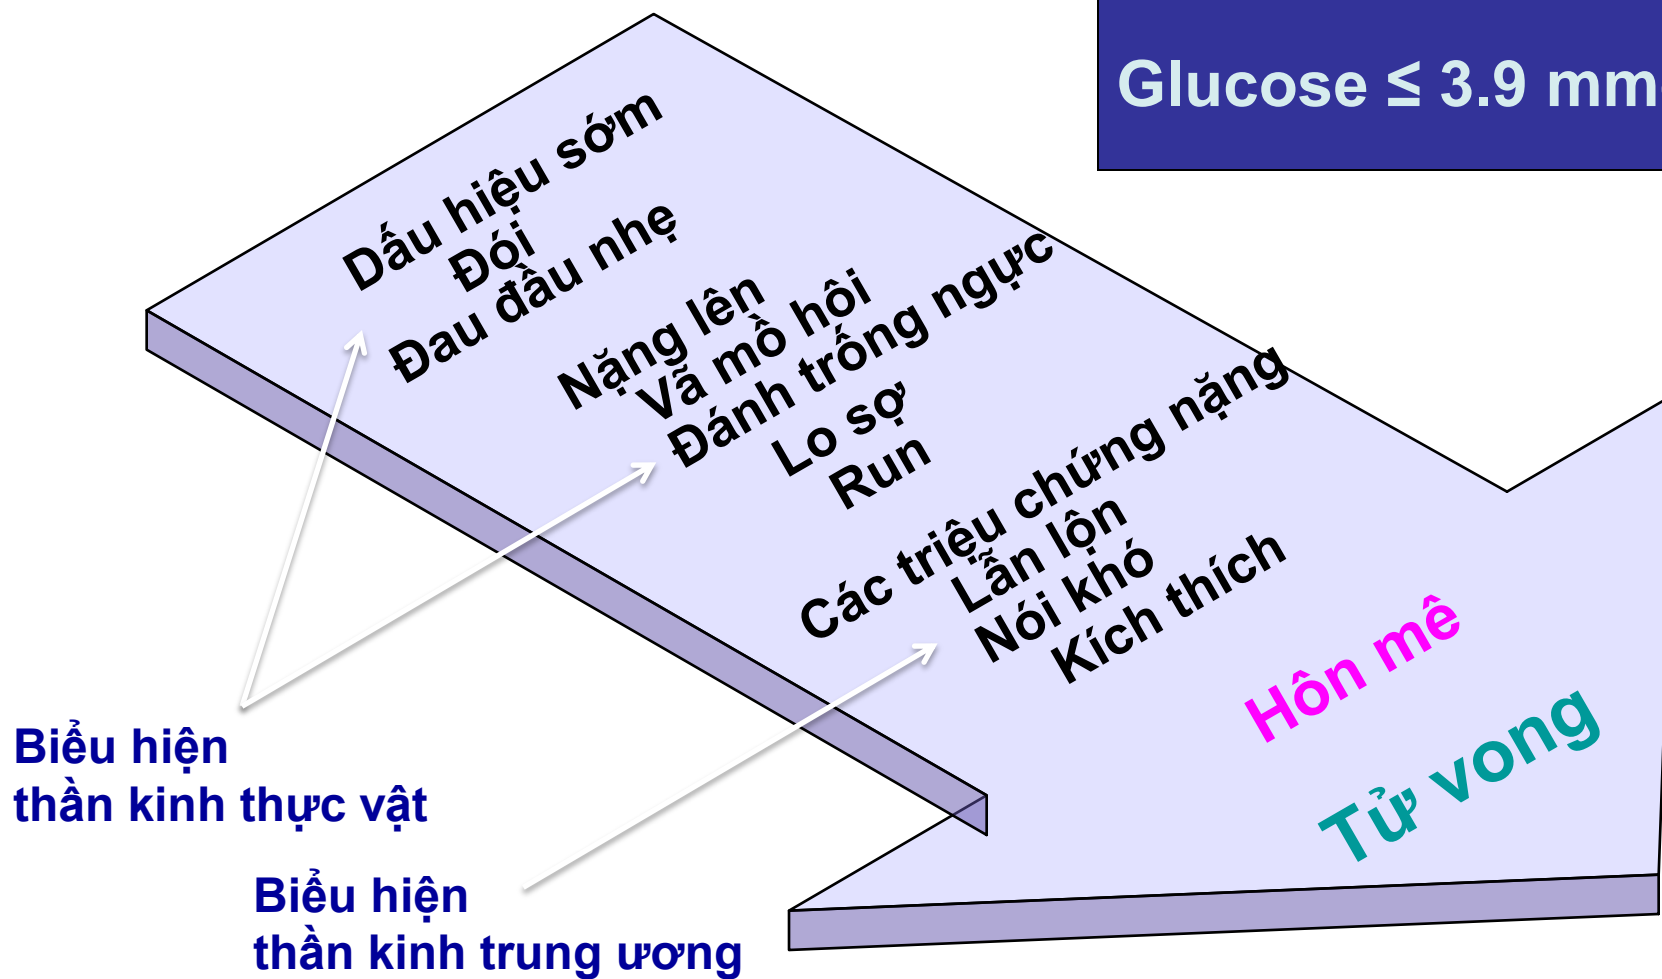 Glucose ≤ 3.9
Dấu hiệu sớm
Đói
Đau đầu nhẹ
Nặng lên
Vã mồ hôi
Đánh trống ngực
Lo sợ
Run
Các triệu chứng nặng
Lẫn lộn
Nói khó
Kích thích
Hôn mê
Tử vong
Biểu hiện
thần kinh thực vật
Biểu hiện
thần kinh trung ương